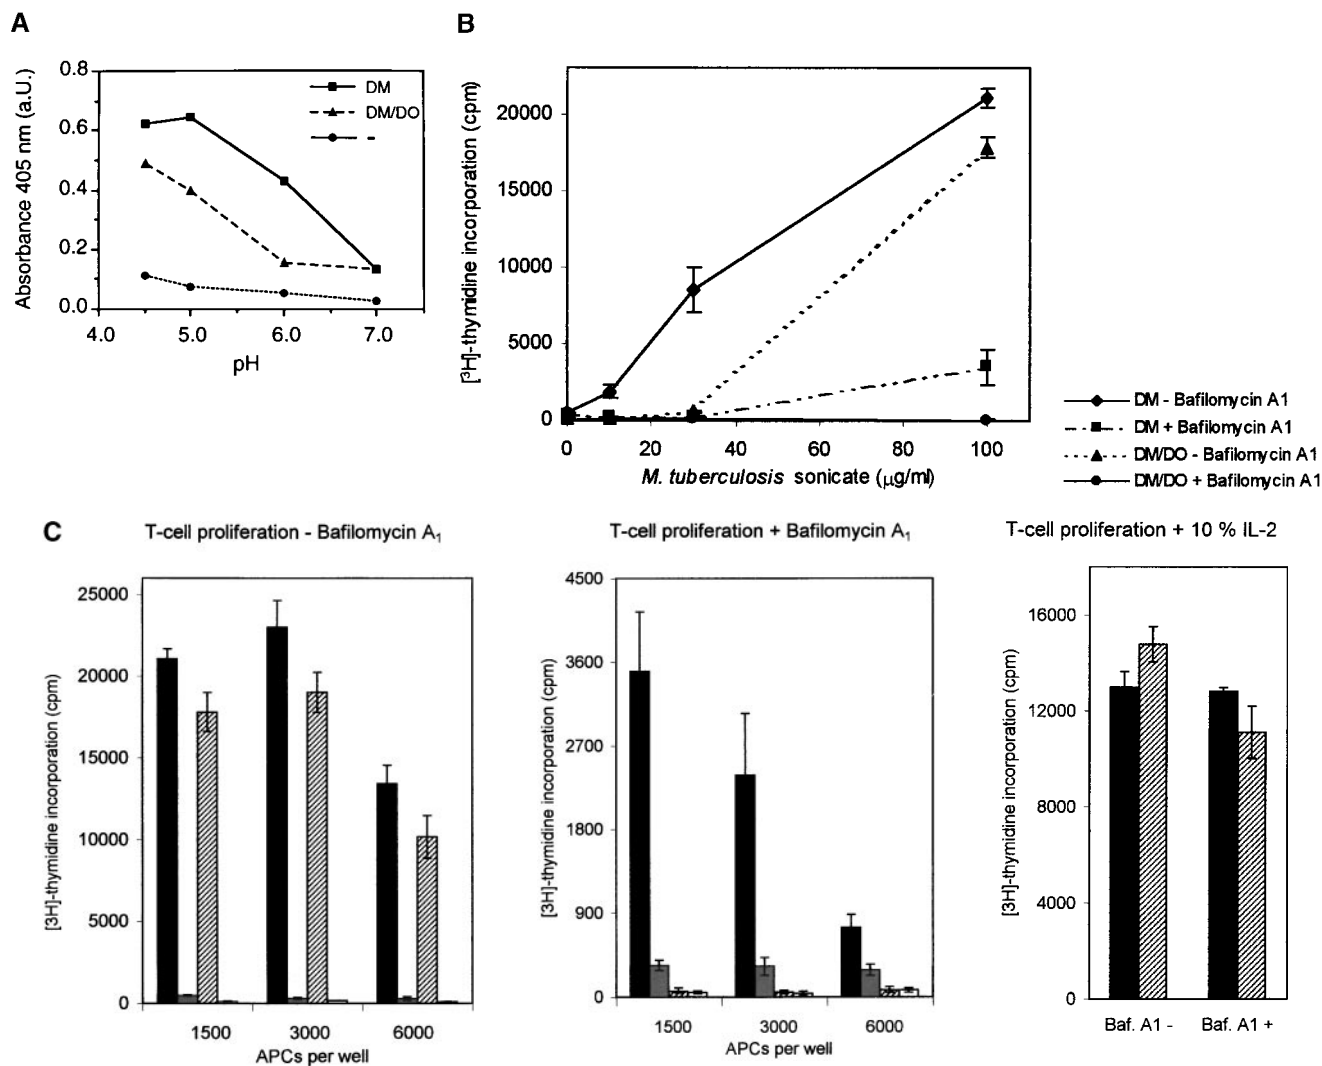 A
Absorbance 405 nm (a.U.)
0.8
0.6
0.4
0.2
0.0
4.0 5.0 6.0 7.0
pH
DM
DM/DO
-
B
[³H]-thymidine incorporation (cpm)
20000
15000
10000
5000
0
0 20 40 60 80 100
M. tuberculosis sonicate (μg/ml)
DM - Bafilomycin A1
DM + Bafilomycin A1
DM/DO - Bafilomycin A1
DM/DO + Bafilomycin A1
C
T-cell proliferation - Bafilomycin A₁
[3H]-thymidine incorporation (cpm)
25000
20000
15000
10000
5000
0
1500 3000 6000
APCs per well
T-cell proliferation + Bafilomycin A₁
[3H]-thymidine incorporation (cpm)
4500
3600
2700
1800
900
0
1500 3000 6000
APCs per well
T-cell proliferation + 10 % IL-2
[3H]-thymidine incorporation (cpm)
16000
12000
8000
4000
0
Baf. A1 - Baf. A1 +